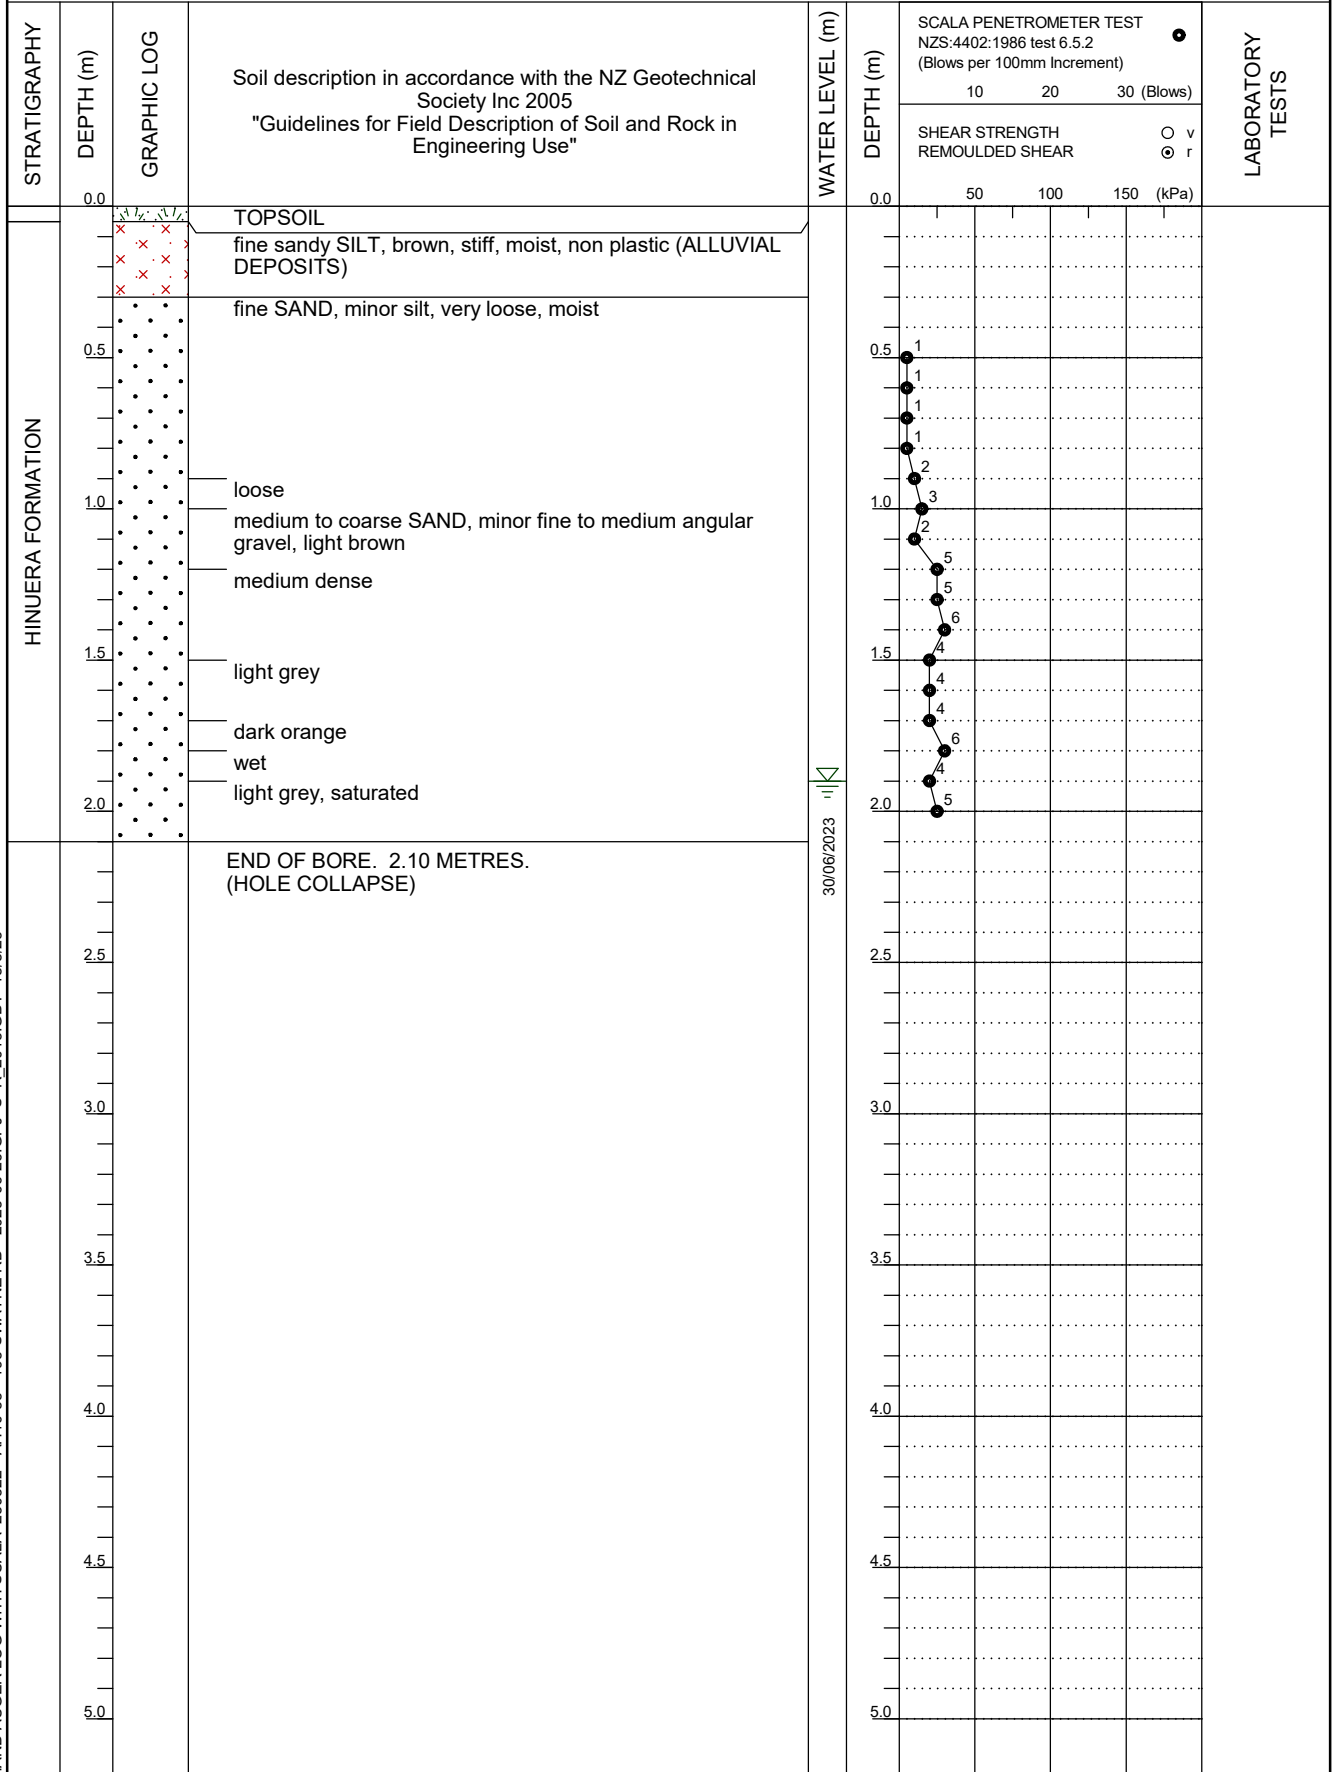 STRATIGRAPHY
DEPTH (m)
GRAPHIC LOG
Soil description in accordance with the NZ Geotechnical
Society Inc 2005
"Guidelines for Field Description of Soil and Rock in
Engineering Use"
WATER LEVEL (m)
DEPTH (m)
SCALA PENETROMETER TEST
NZS:4402:1986 test 6.5.2
(Blows per 100mm Increment)
10 20 30 (Blows)
SHEAR STRENGTH v
REMOULDED SHEAR r
50 100 150 (kPa)
LABORATORY
TESTS
0.0 0.0
TOPSOIL
fine sandy SILT, brown, stiff, moist, non plastic (ALLUVIAL
DEPOSITS)
fine SAND, minor silt, very loose, moist
HINUERA FORMATION
0.5 0.5 1
1
1
1
2
loose
1.0 1.0 3
medium to coarse SAND, minor fine to medium angular
gravel, light brown
2
5
medium dense
5
6
1.5 1.5 4
light grey
4
4
dark orange
6
wet
4
light grey, saturated
2.0 2.0 5
30/06/2023
END OF BORE. 2.10 METRES.
(HOLE COLLAPSE)
2.5 2.5
3.0 3.0
3.5 3.5
4.0 4.0
4.5 4.5
5.0 5.0